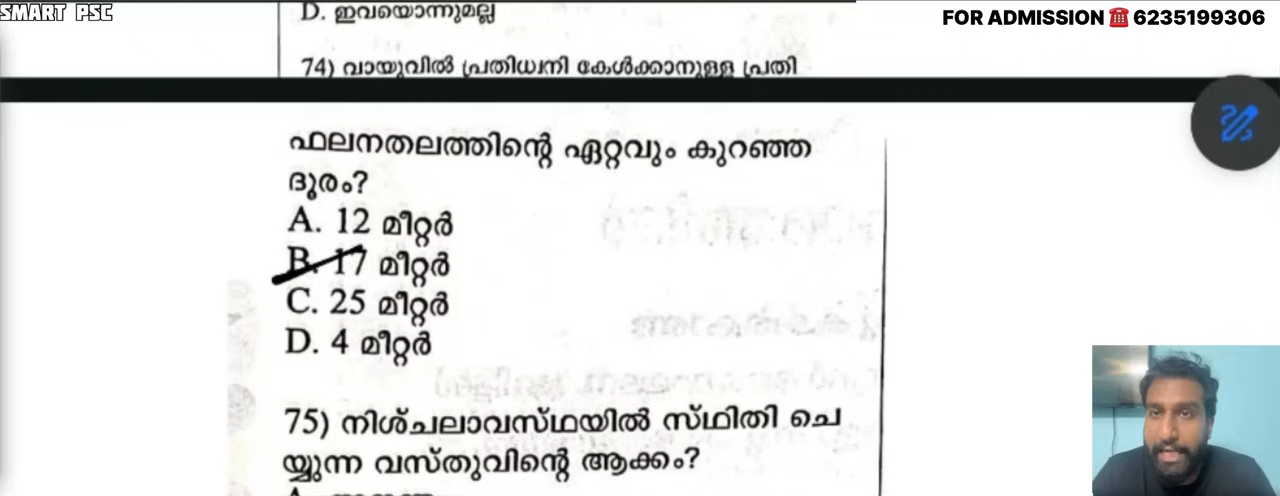 SMART PSC
FOR ADMISSION ☎️ 6235199306
D. ഇവയൊന്നുമല്ല
74) വായുവിൽ പ്രതിധ്വനി കേൾക്കാനുള്ള പ്രതി
ഫലനതലത്തിന്റെ ഏറ്റവും കുറഞ്ഞ
ദൂരം?
A. 12 മീറ്റർ
B. 17 മീറ്റർ
C. 25 മീറ്റർ
D. 4 മീറ്റർ
75) നിശ്ചലാവസ്ഥയിൽ സ്ഥിതി ചെ
യ്യുന്ന വസ്തുവിന്റെ ആക്കം?